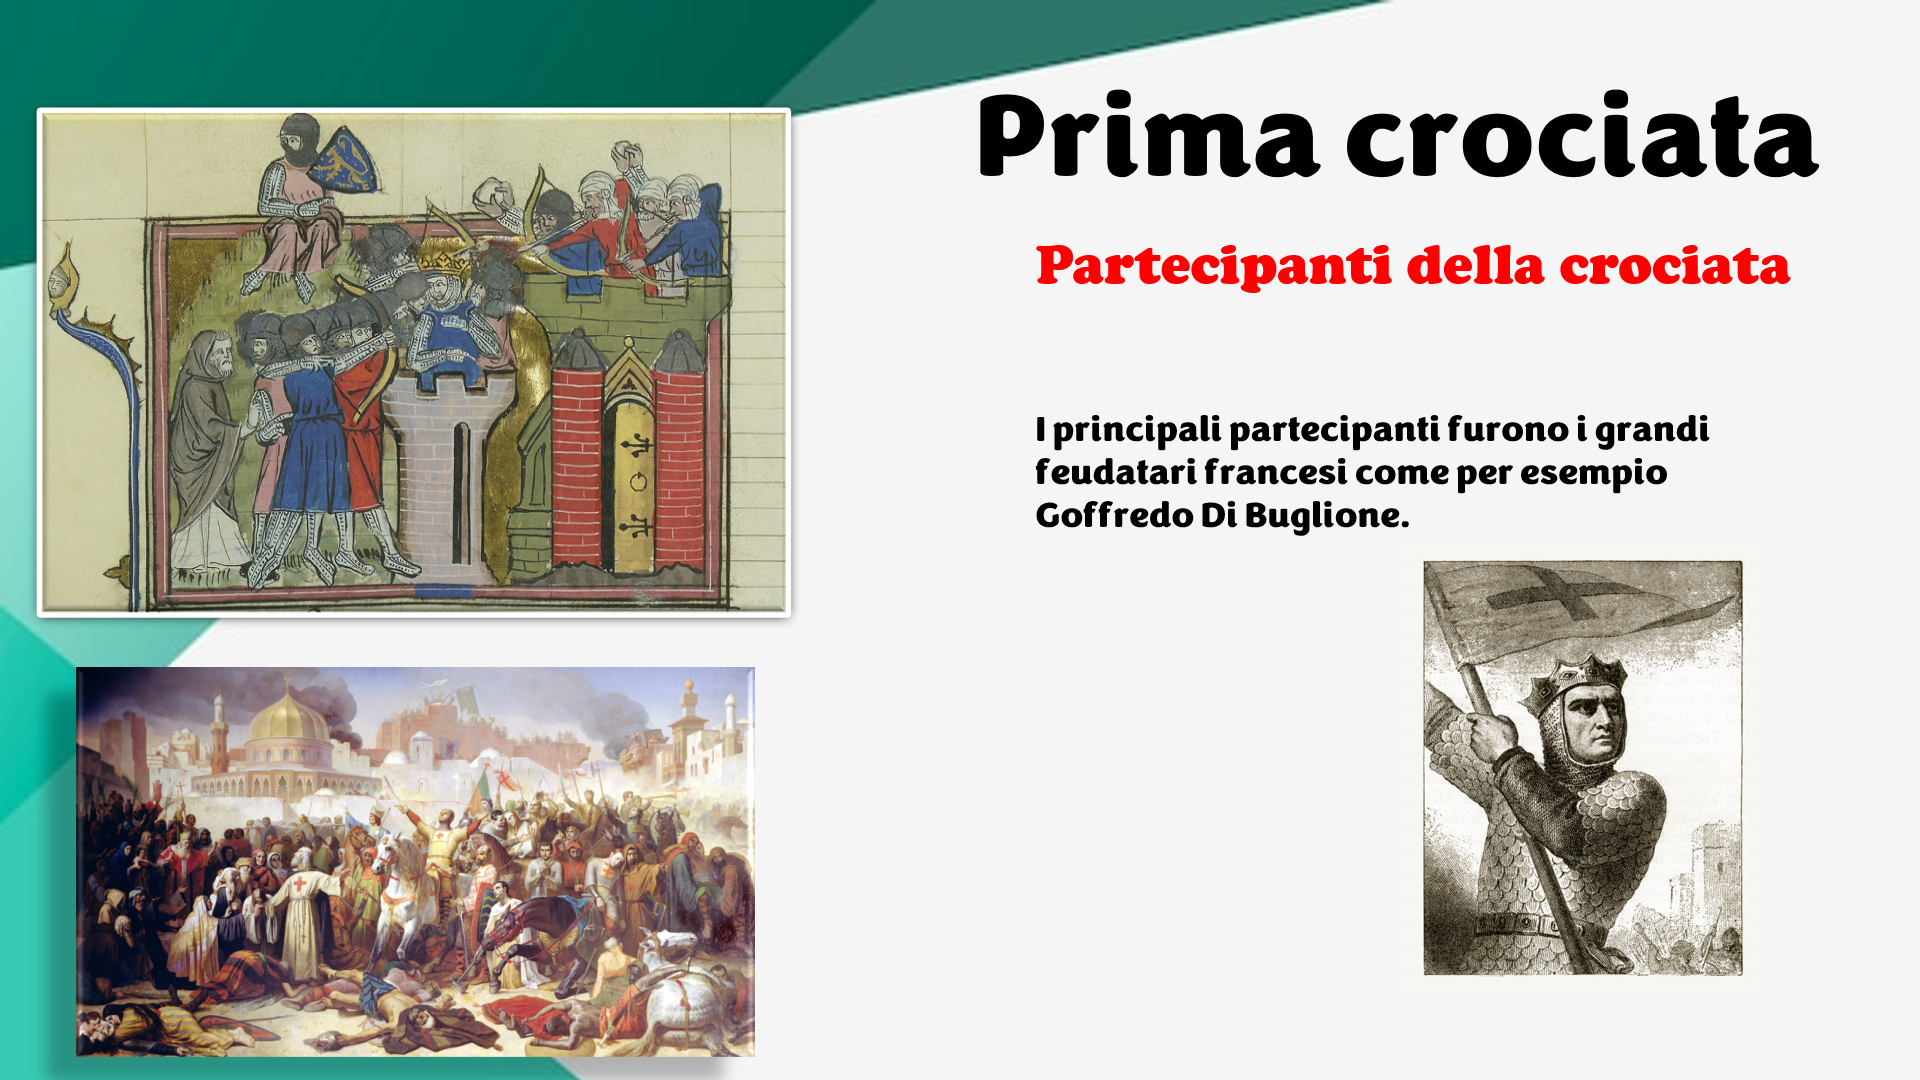 Prima crociata
Partecipanti della crociata
I principali partecipanti furono i grandi
feudatari francesi come per esempio
Goffredo Di Buglione.